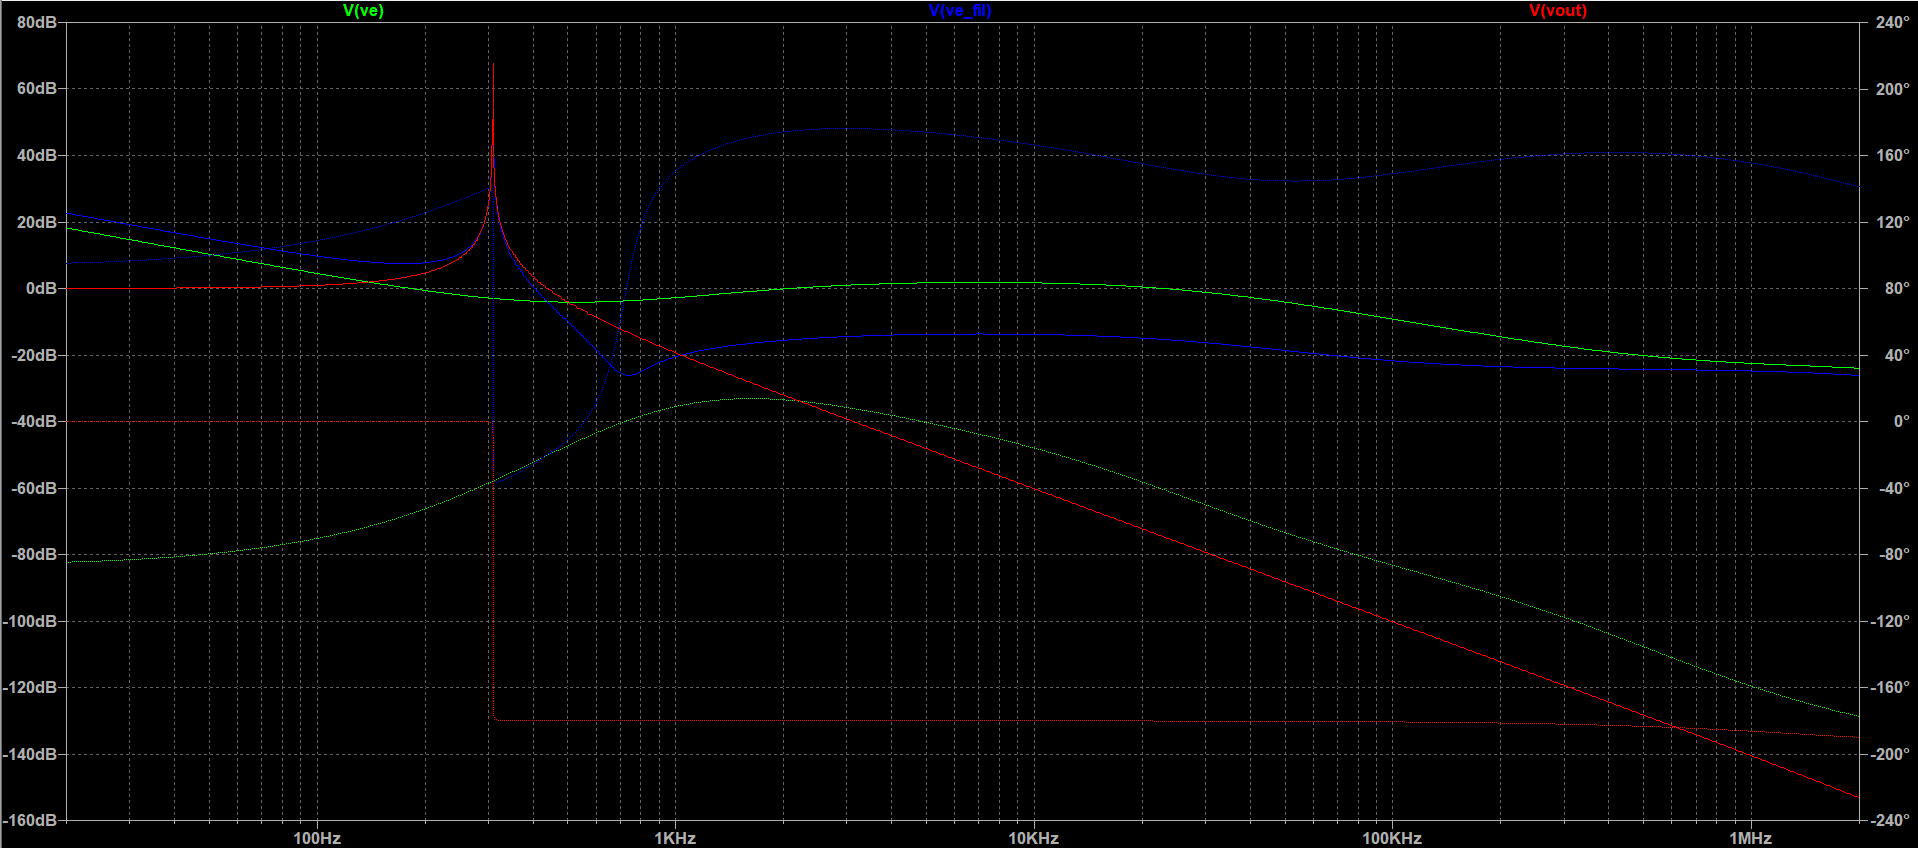 V(ve) V(ve_fil) V(vout)
80dB 240°
60dB 200°
40dB 160°
20dB 120°
0dB 80°
-20dB 40°
-40dB 0°
-60dB -40°
-80dB -80°
-100dB -120°
-120dB -160°
-140dB -200°
-160dB -240°
100Hz 1KHz 10KHz 100KHz 1MHz